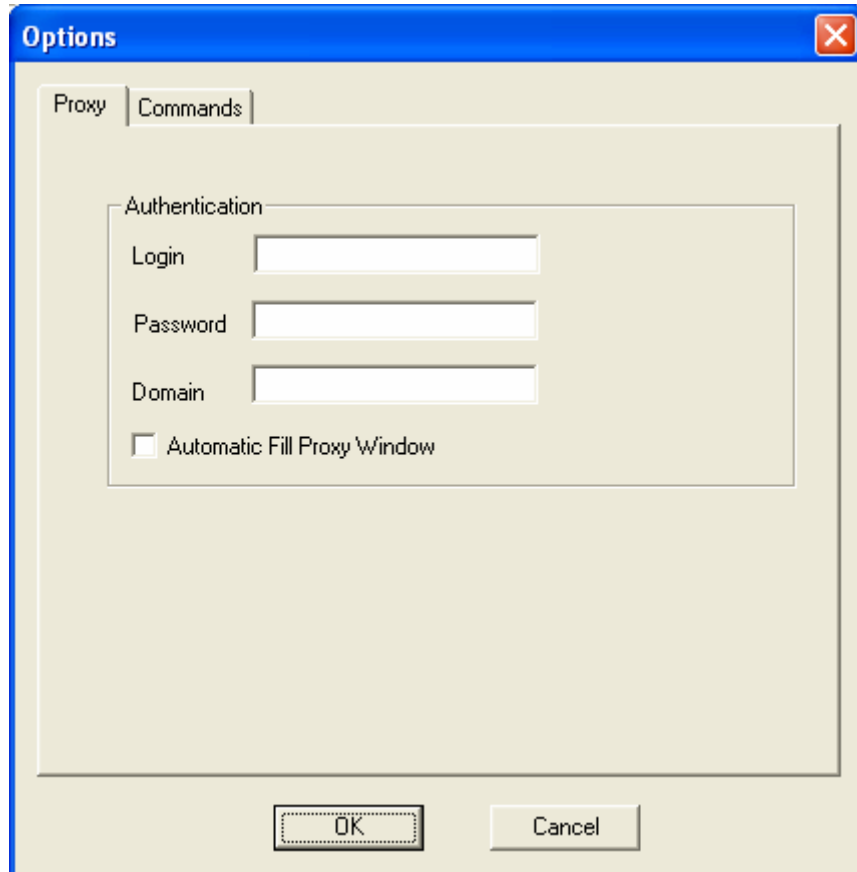 Options
Proxy Commands
Authentication
Login
Password
Domain
Automatic Fill Proxy Window
OK Cancel